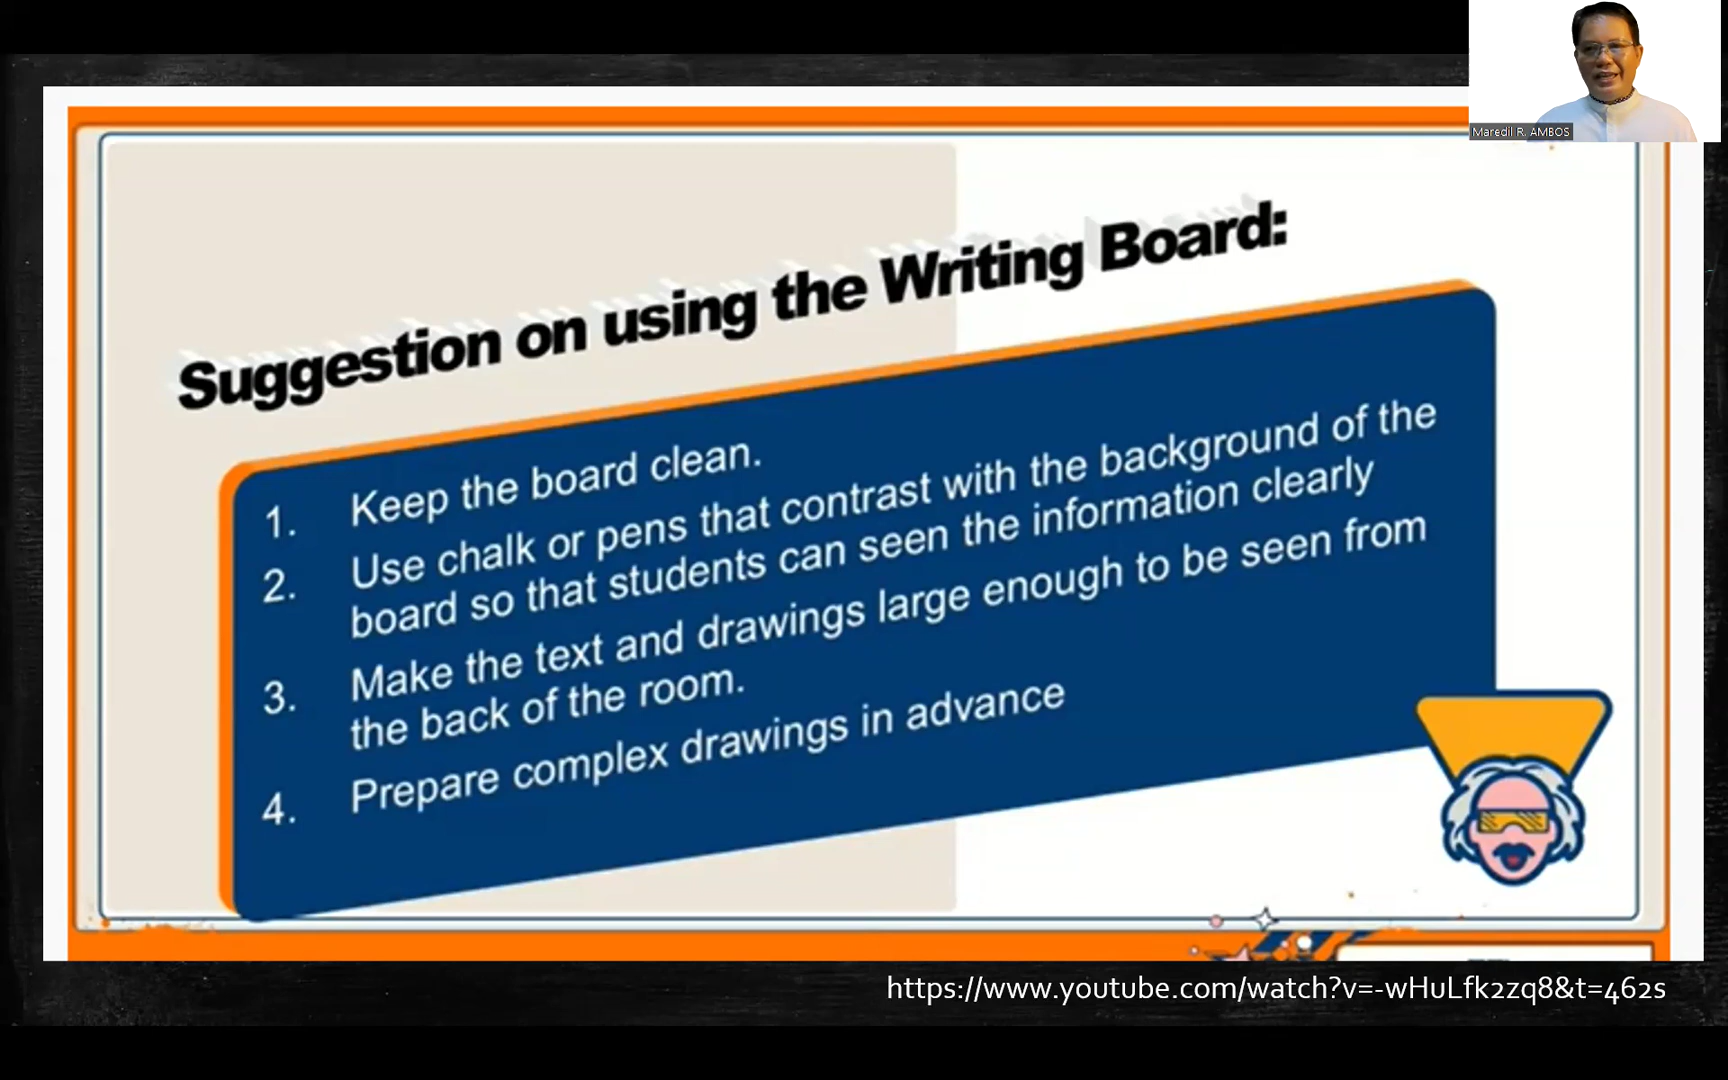 Maredil R. AMBOS
Suggestion on using the Writing Board:
1. Keep the board clean.
2. Use chalk or pens that contrast with the background of the
board so that students can seen the information clearly
3. Make the text and drawings large enough to be seen from
the back of the room.
4. Prepare complex drawings in advance
https://www.youtube.com/watch?v=-wHuLfk2zq8&t=462s